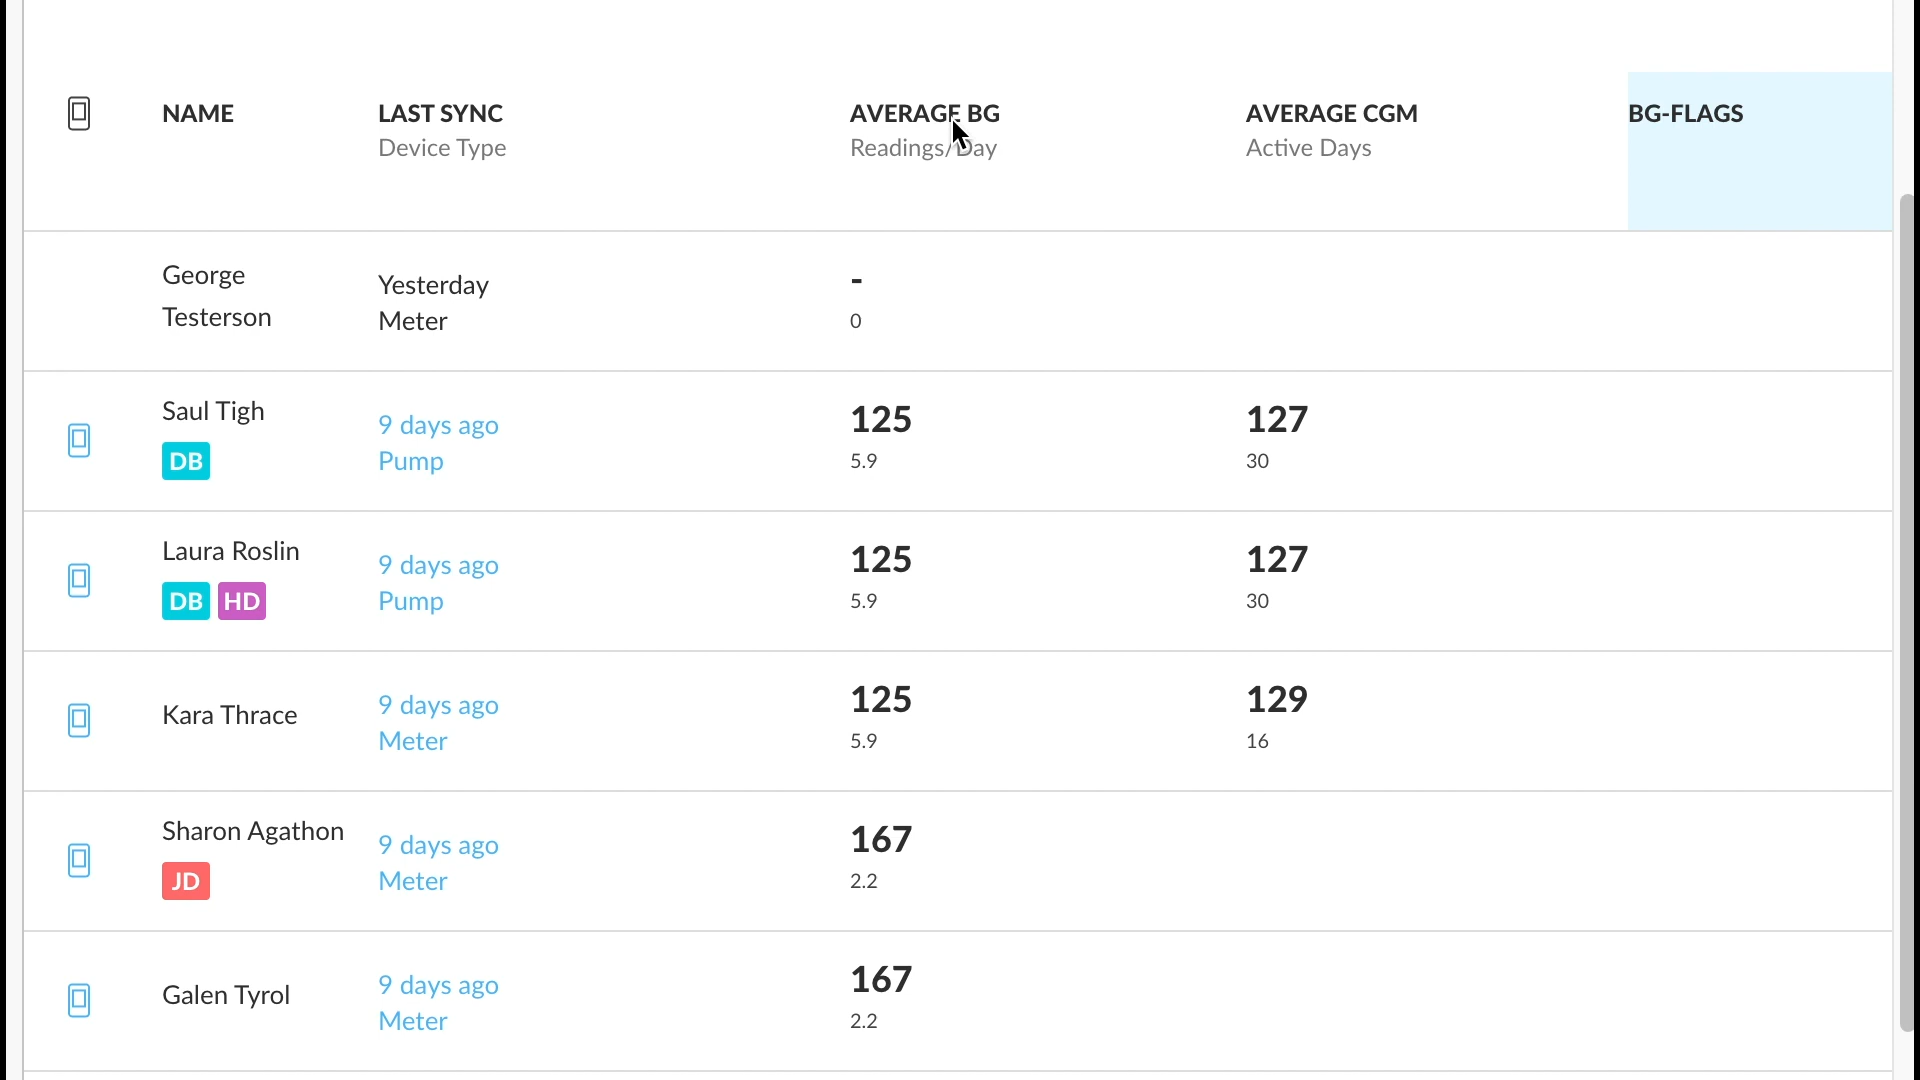 NAME LAST SYNC AVERAGE BG AVERAGE CGM BG-FLAGS
Device Type Readings/Day Active Days
George
Testerson
Yesterday
Meter
-
0
Saul Tigh
DB
9 days ago
Pump
125
5.9
127
30
Laura Roslin
DB HD
9 days ago
Pump
125
5.9
127
30
Kara Thrace
9 days ago
Meter
125
5.9
129
16
Sharon Agathon
JD
9 days ago
Meter
167
2.2
Galen Tyrol
9 days ago
Meter
167
2.2